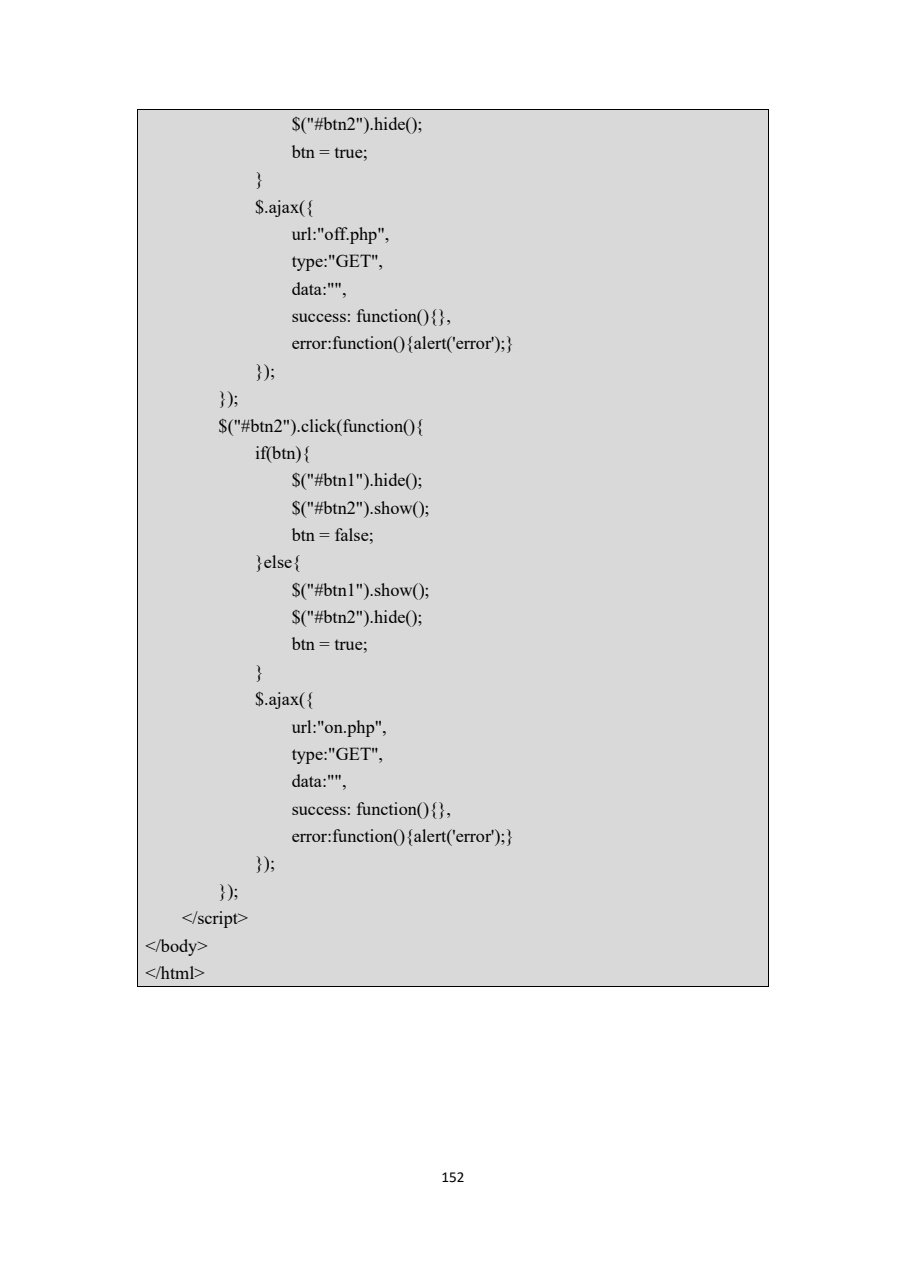 $("#btn2").hide();
btn = true;
}
$.ajax({
url:"off.php",
type:"GET",
data:"",
success: function(){},
error:function(){alert('error');}
});
});
$("#btn2").click(function(){
if(btn){
$("#btn1").hide();
$("#btn2").show();
btn = false;
}else{
$("#btn1").show();
$("#btn2").hide();
btn = true;
}
$.ajax({
url:"on.php",
type:"GET",
data:"",
success: function(){},
error:function(){alert('error');}
});
});
</script>
</body>
</html>
152